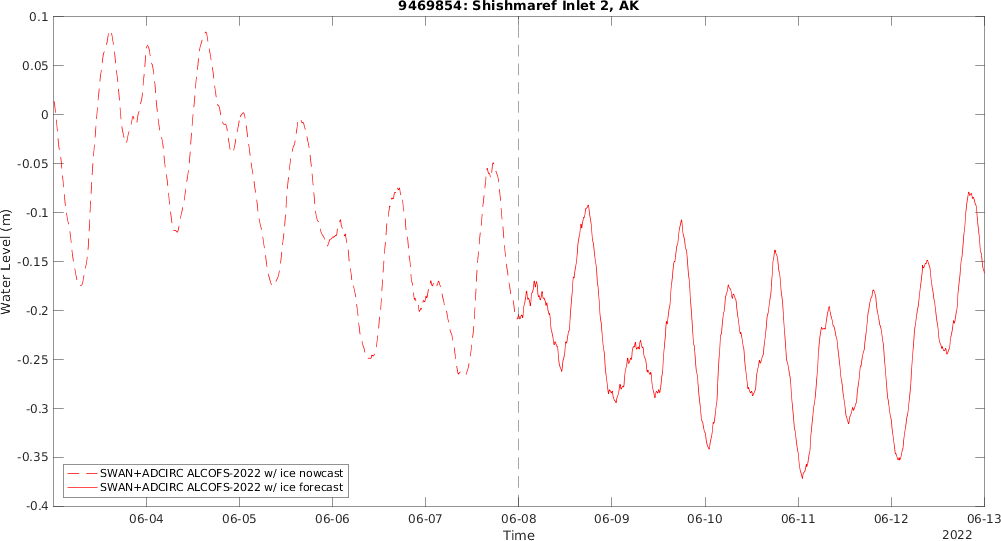 9469854: Shishmaref Inlet 2, AK
0.1
0.05
0
-0.05
-0.1
-0.15
-0.2
-0.25
-0.3
-0.35
-0.4
Water Level (m)
SWAN+ADCIRC ALCOFS-2022 w/ ice nowcast
SWAN+ADCIRC ALCOFS-2022 w/ ice forecast
06-04 06-05 06-06 06-07 06-08 06-09 06-10 06-11 06-12 06-13
Time
2022